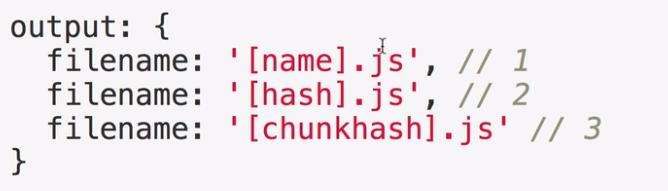 output: {
  filename: '[name].js', // 1
  filename: '[hash].js', // 2
  filename: '[chunkhash].js' // 3
}